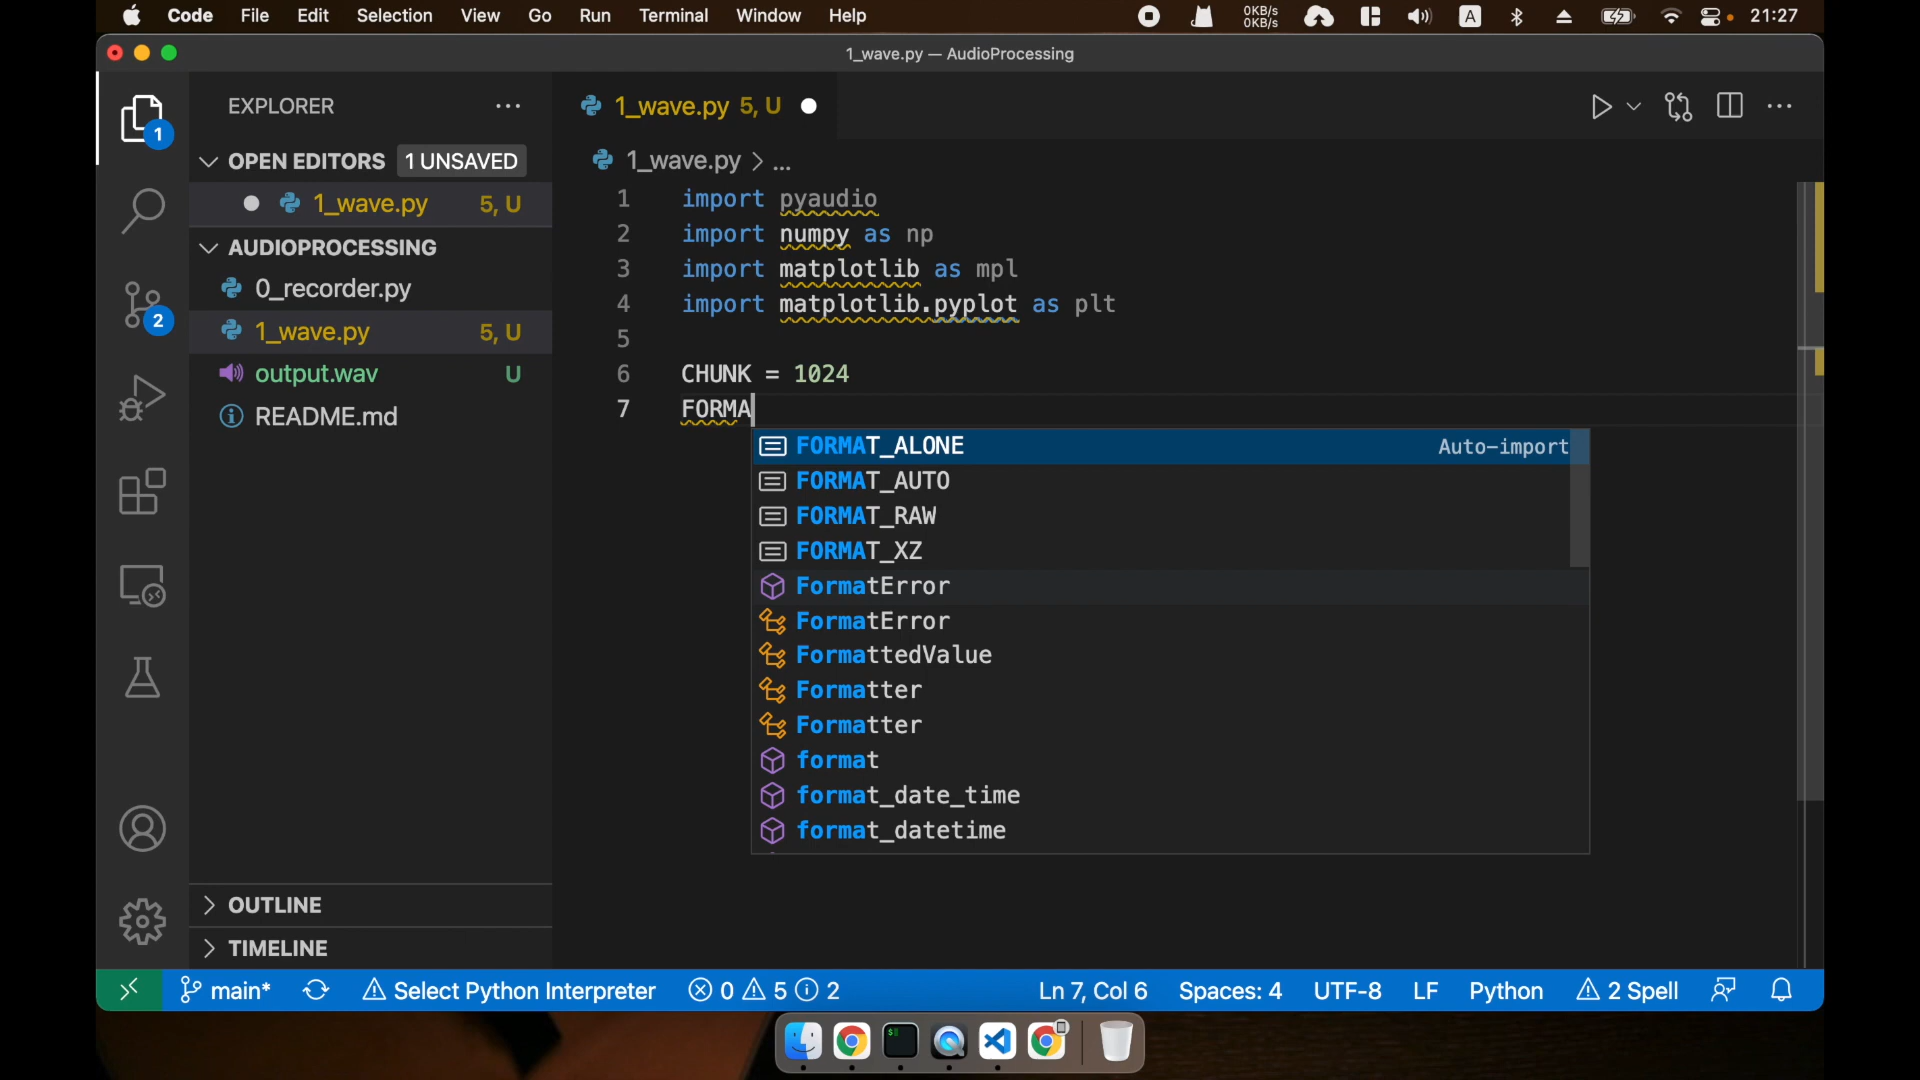 Code File Edit Selection View Go Run Terminal Window Help 0KB/s 0KB/s A 21:27
1_wave.py — AudioProcessing
EXPLORER
1_wave.py 5, U
1
OPEN EDITORS 1 UNSAVED
1_wave.py > ...
1_wave.py 5, U
AUDIOPROCESSING
0_recorder.py
1_wave.py 5, U
2
output.wav U
README.md
1 import pyaudio
2 import numpy as np
3 import matplotlib as mpl
4 import matplotlib.pyplot as plt
5
6 CHUNK = 1024
7 FORMA
FORMAT_ALONE Auto-import
FORMAT_AUTO
FORMAT_RAW
FORMAT_XZ
FormatError
FormatError
FormattedValue
Formatter
Formatter
format
format_date_time
format_datetime
OUTLINE
TIMELINE
main* Select Python Interpreter 0 5 2 Ln 7, Col 6 Spaces: 4 UTF-8 LF Python 2 Spell